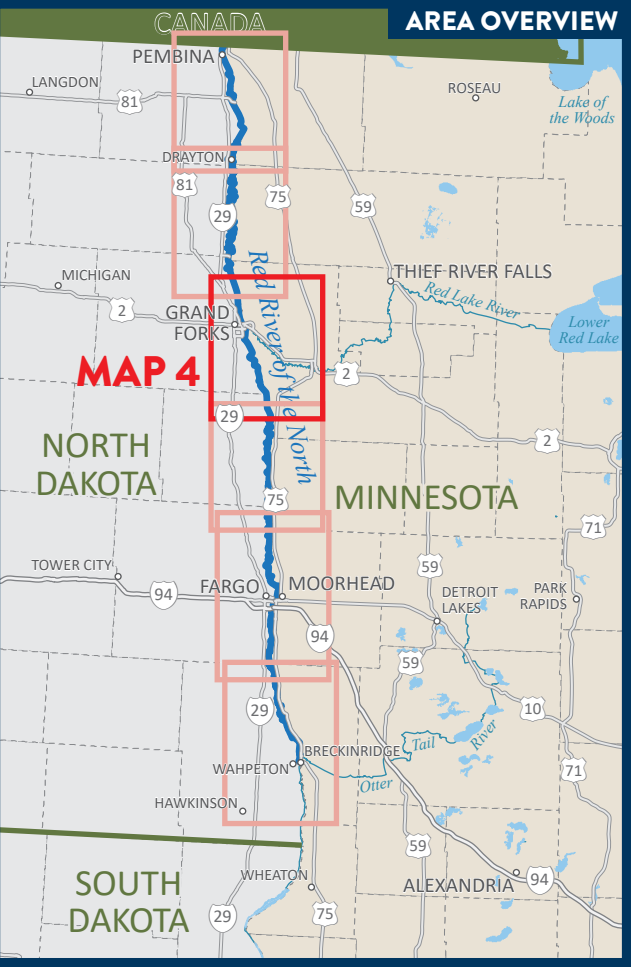 CANADA
AREA OVERVIEW
PEMBINA
LANGDON
81
ROSEAU
Lake of
the Woods
DRAYTON
81
75
59
29
MICHIGAN
THIEF RIVER FALLS
Red Lake River
2
GRAND
FORKS
Lower
Red Lake
Red River of the North
MAP 4
2
29
2
NORTH
DAKOTA
75
MINNESOTA
71
TOWER CITY
59
94
FARGO
MOORHEAD
DETROIT
LAKES
PARK
RAPIDS
94
59
29
10
BRECKINRIDGE
Tail
River
WAHPETON
71
Otter
HAWKINSON
59
SOUTH
DAKOTA
WHEATON
ALEXANDRIA
94
29
75